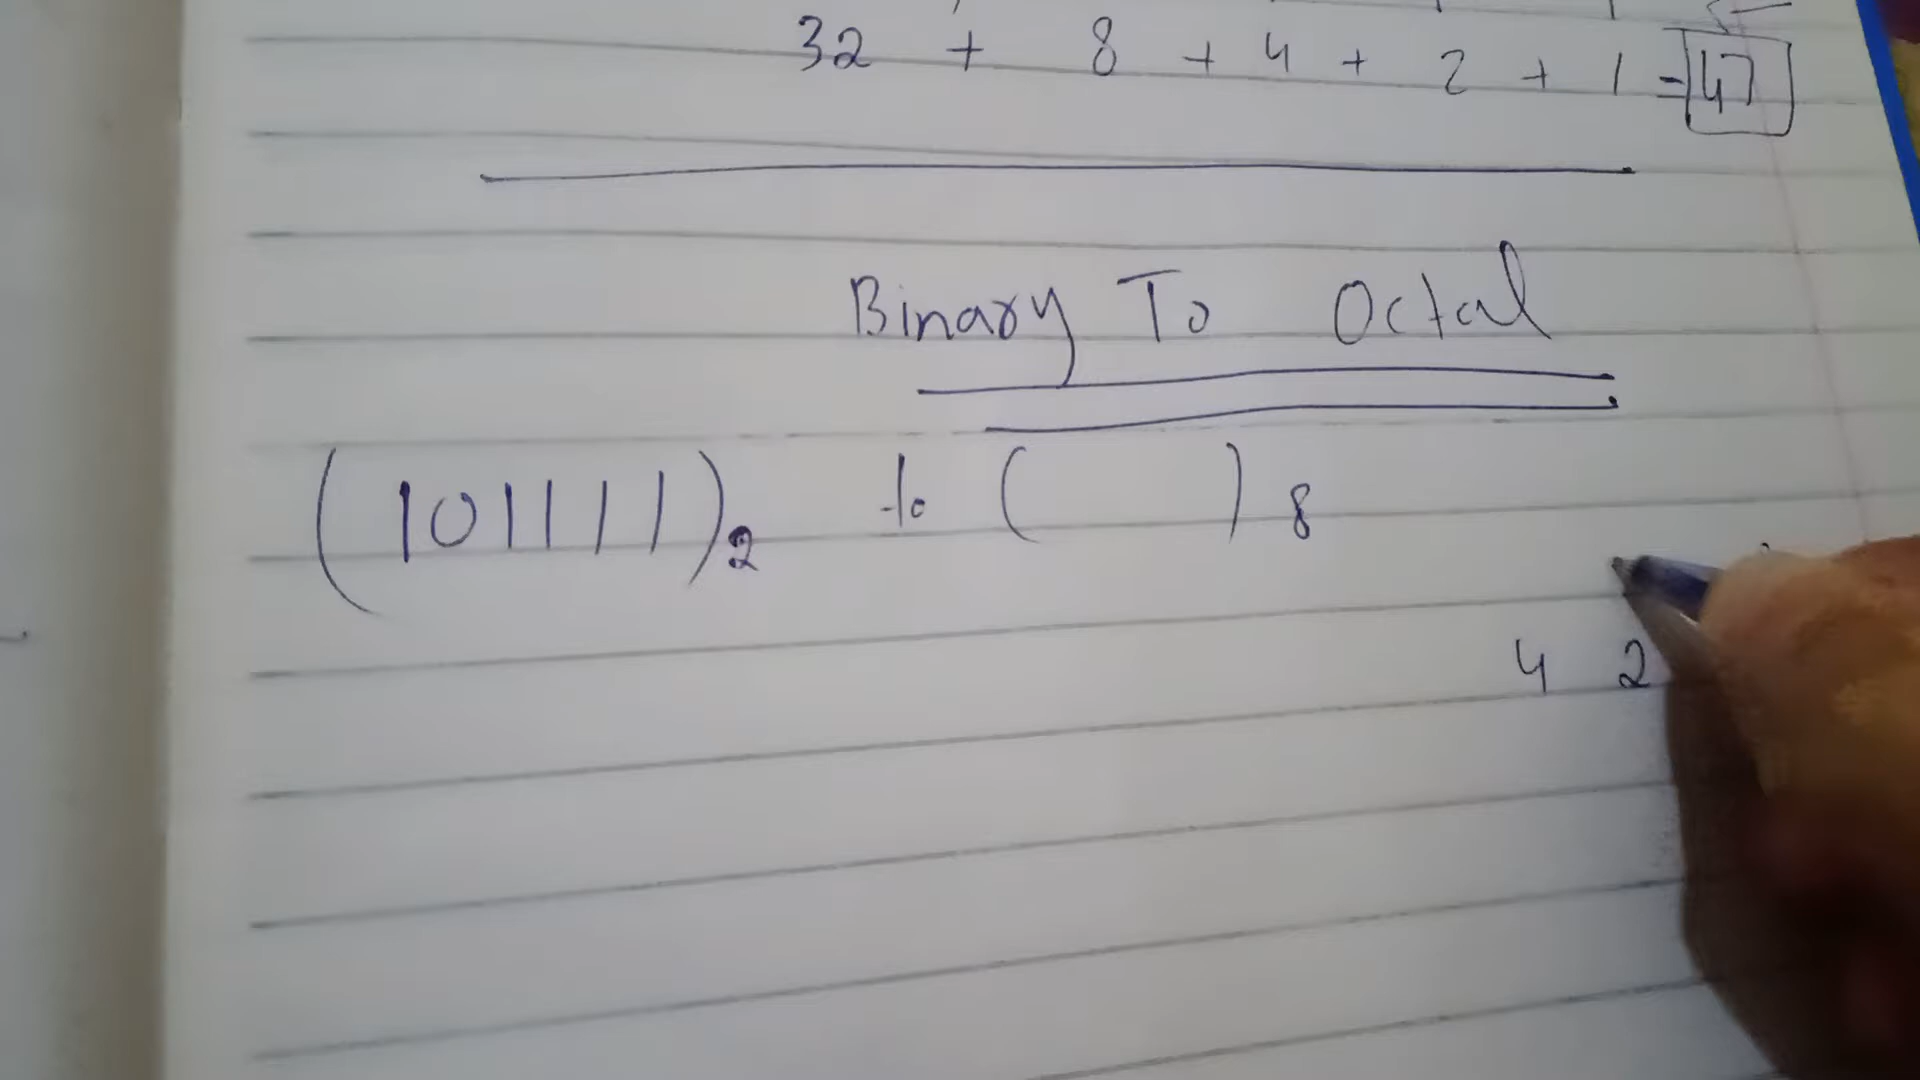 32 + 8 + 4 + 2 + 1 = 47
Binary To Octal
(101111)2 to ( )8
4 2